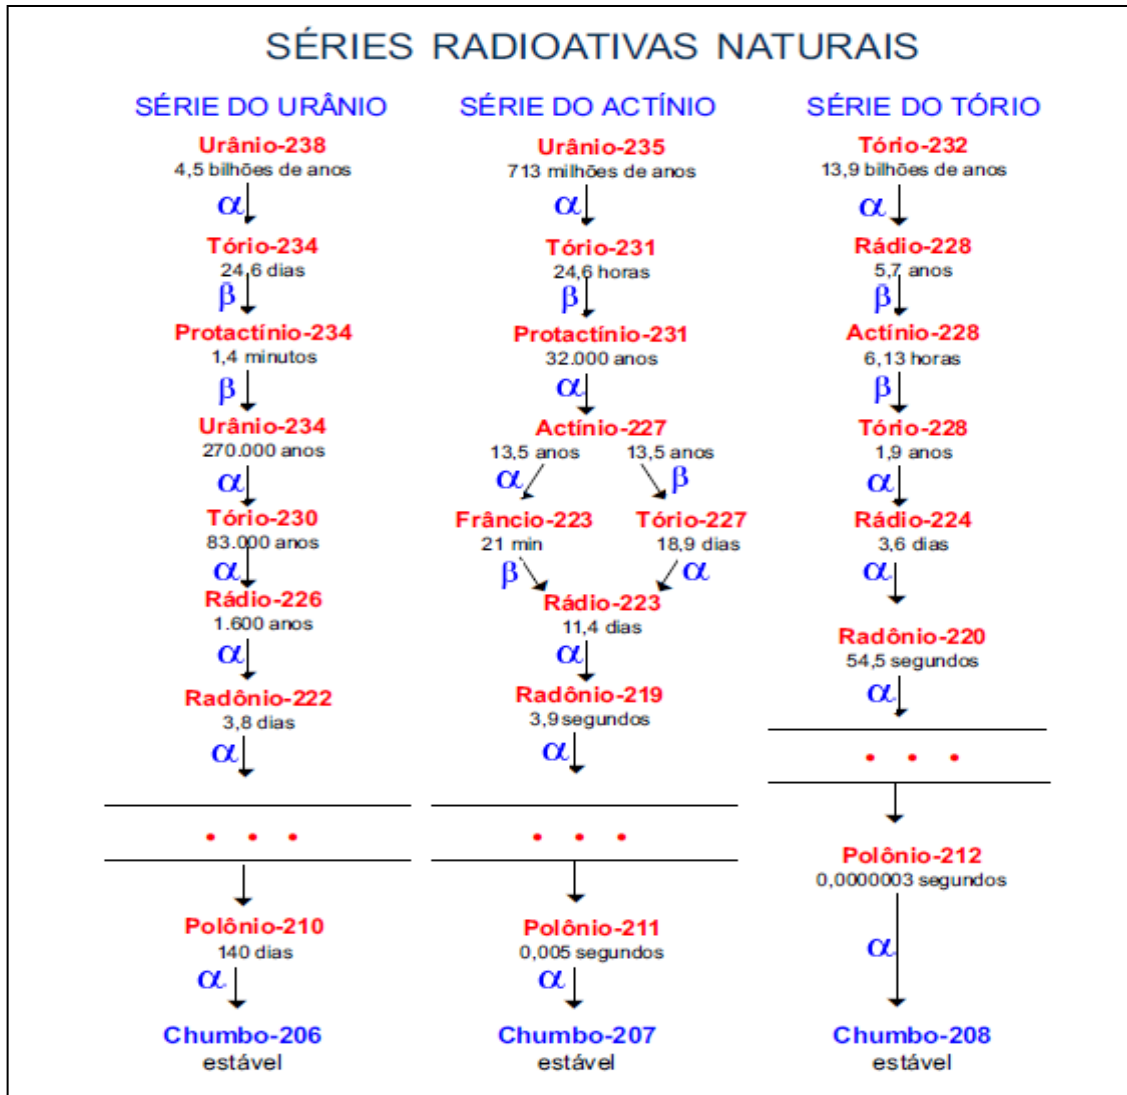 SÉRIES RADIOATIVAS NATURAIS
SÉRIE DO URÂNIO
Urânio-238
4,5 bilhões de anos
α
Tório-234
24,6 dias
β
Protactínio-234
1,4 minutos
β
Urânio-234
270.000 anos
α
Tório-230
83.000 anos
α
Rádio-226
1.600 anos
α
Radônio-222
3,8 dias
α
• • •
Polônio-210
140 dias
α
Chumbo-206
estável
SÉRIE DO ACTÍNIO
Urânio-235
713 milhões de anos
α
Tório-231
24,6 horas
β
Protactínio-231
32.000 anos
α
Actínio-227
13,5 anos 13,5 anos
α β
Frâncio-223 Tório-227
21 min 18,9 dias
β α
Rádio-223
11,4 dias
α
Radônio-219
3,9 segundos
α
• • •
Polônio-211
0,005 segundos
α
Chumbo-207
estável
SÉRIE DO TÓRIO
Tório-232
13,9 bilhões de anos
α
Rádio-228
5,7 anos
β
Actínio-228
6,13 horas
β
Tório-228
1,9 anos
α
Rádio-224
3,6 dias
α
Radônio-220
54,5 segundos
α
• • •
Polônio-212
0,0000003 segundos
α
Chumbo-208
estável